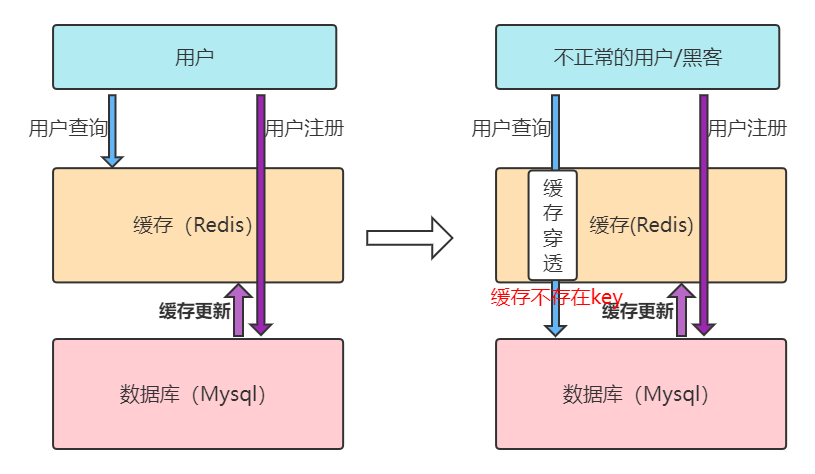 用户
用户查询
用户注册
缓存（Redis）
缓存更新
数据库（Mysql）
不正常的用户/黑客
用户查询
用户注册
缓存穿透
缓存(Redis)
缓存不存在key
缓存更新
数据库（Mysql）